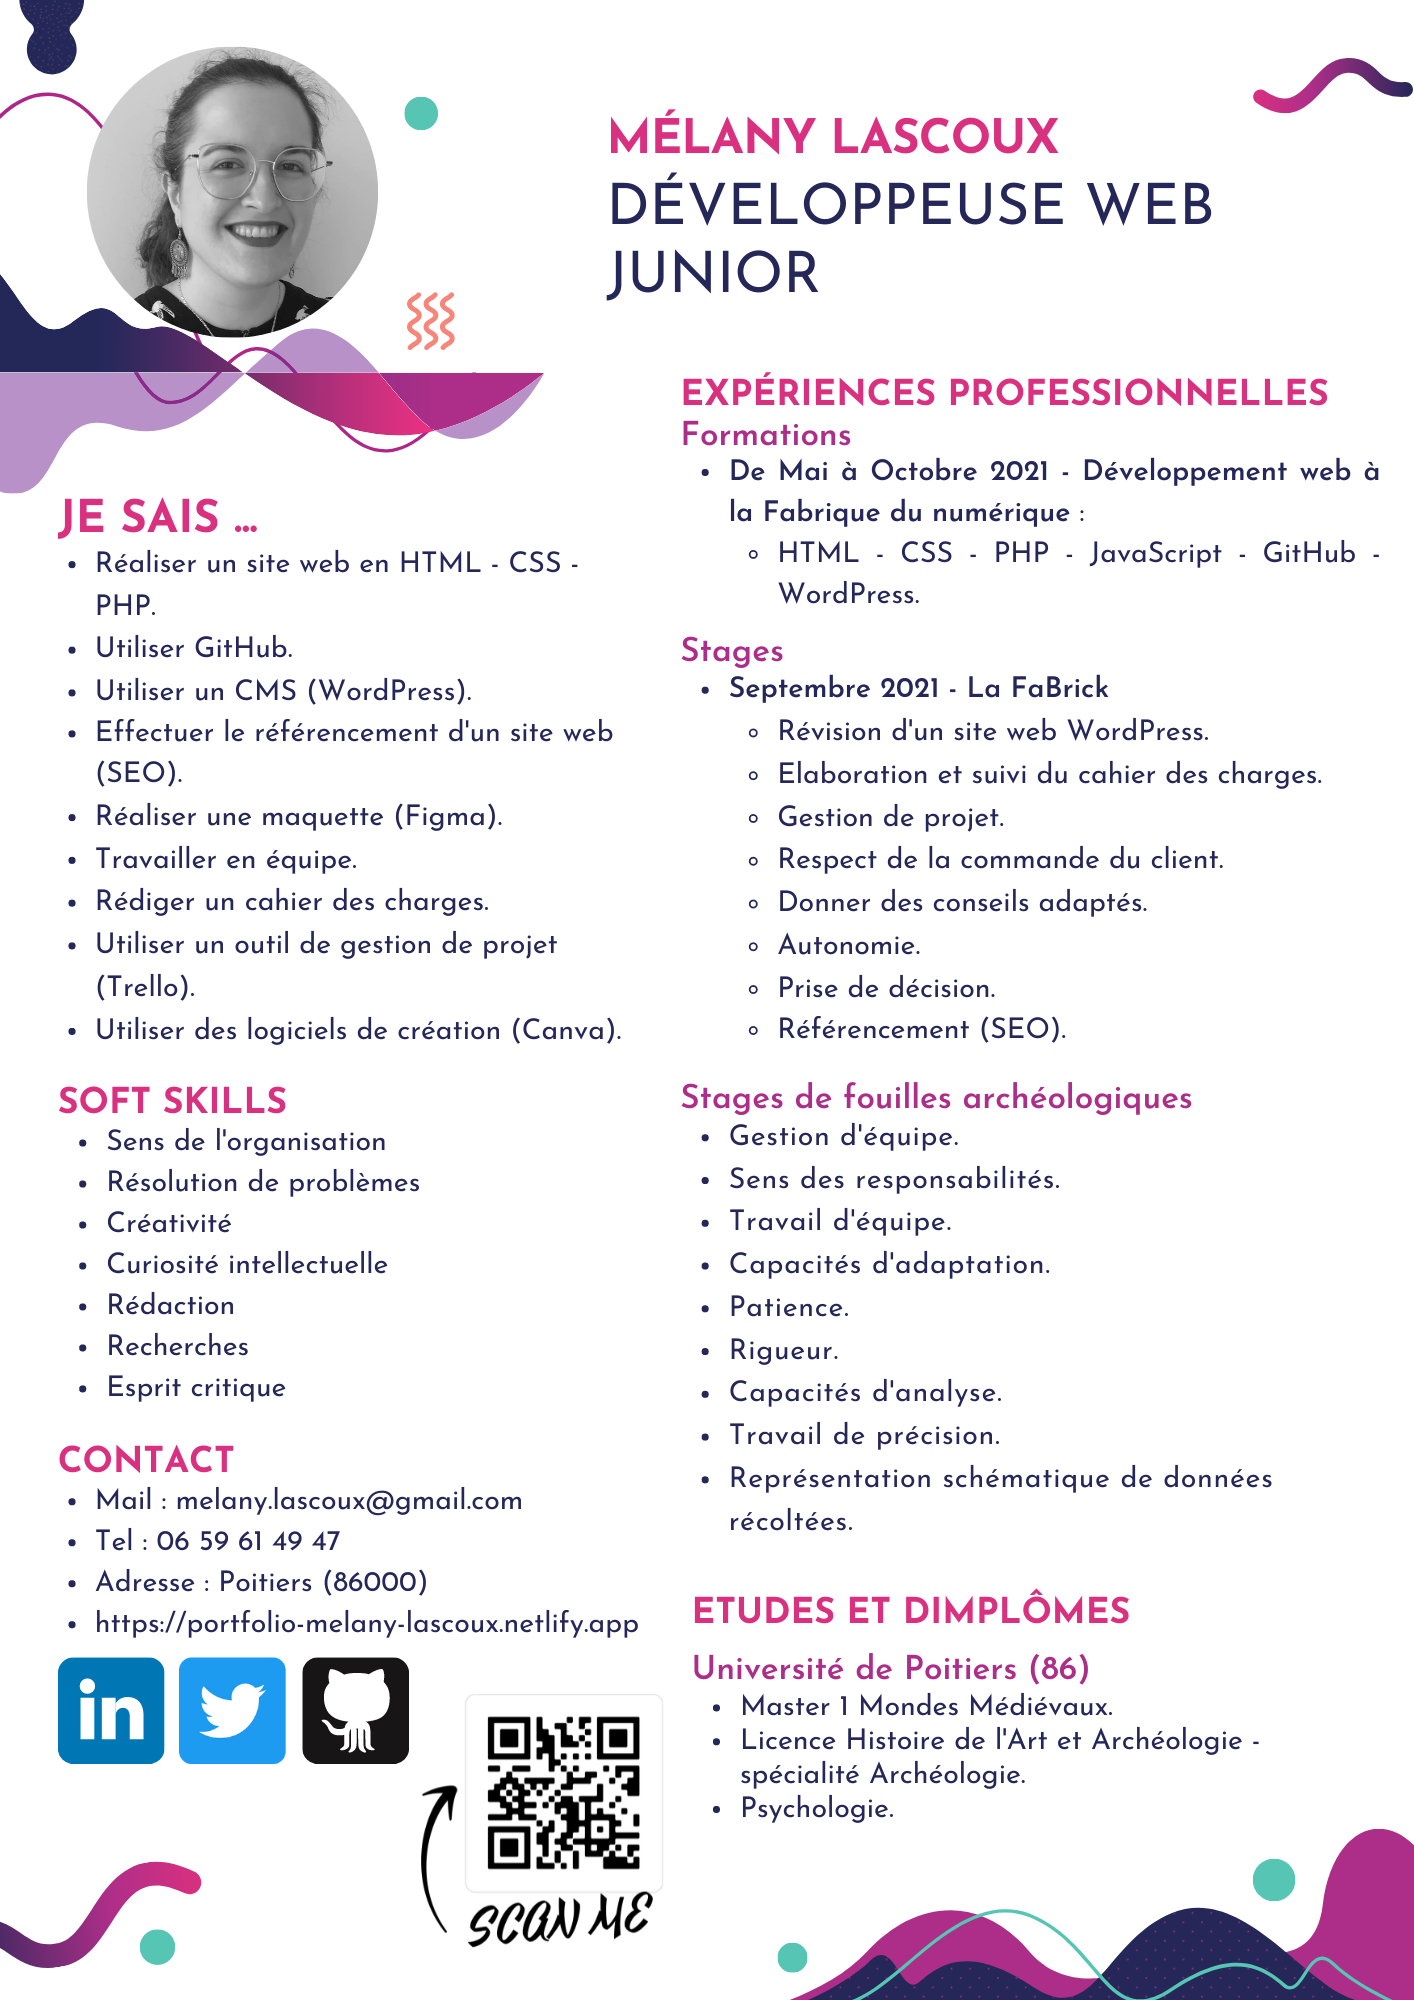 MÉLANY LASCOUX
DÉVELOPPEUSE WEB
JUNIOR
JE SAIS ...
Réaliser un site web en HTML - CSS -
PHP.
Utiliser GitHub.
Utiliser un CMS (WordPress).
Effectuer le référencement d'un site web
(SEO).
Réaliser une maquette (Figma).
Travailler en équipe.
Rédiger un cahier des charges.
Utiliser un outil de gestion de projet
(Trello).
Utiliser des logiciels de création (Canva).
SOFT SKILLS
Sens de l'organisation
Résolution de problèmes
Créativité
Curiosité intellectuelle
Rédaction
Recherches
Esprit critique
CONTACT
Mail : melany.lascoux@gmail.com
Tel : 06 59 61 49 47
Adresse : Poitiers (86000)
https://portfolio-melany-lascoux.netlify.app
in
SCAN ME
EXPÉRIENCES PROFESSIONNELLES
Formations
De Mai à Octobre 2021 - Développement web à
la Fabrique du numérique :
HTML - CSS - PHP - JavaScript - GitHub -
WordPress.
Stages
Septembre 2021 - La FaBrick
Révision d'un site web WordPress.
Elaboration et suivi du cahier des charges.
Gestion de projet.
Respect de la commande du client.
Donner des conseils adaptés.
Autonomie.
Prise de décision.
Référencement (SEO).
Stages de fouilles archéologiques
Gestion d'équipe.
Sens des responsabilités.
Travail d'équipe.
Capacités d'adaptation.
Patience.
Rigueur.
Capacités d'analyse.
Travail de précision.
Représentation schématique de données
récoltées.
ETUDES ET DIMPLÔMES
Université de Poitiers (86)
Master 1 Mondes Médiévaux.
Licence Histoire de l'Art et Archéologie -
spécialité Archéologie.
Psychologie.